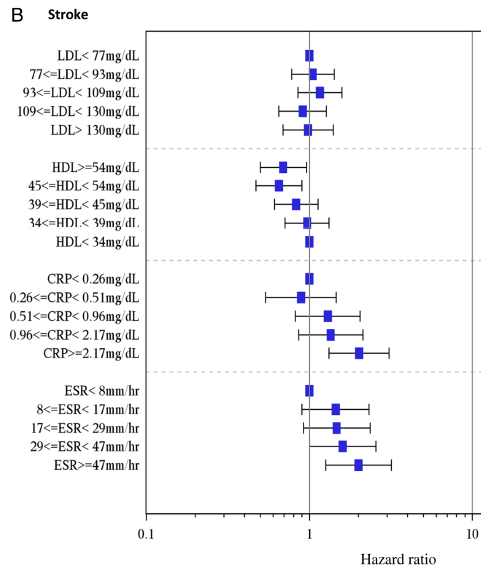 B Stroke
LDL< 77mg/dL
77<=LDL< 93mg/dL
93<=LDL< 109mg/dL
109<=LDL< 130mg/dL
LDL> 130mg/dL
HDL>=54mg/dL
45<=HDL< 54mg/dL
39<=HDL< 45mg/dL
34<=HDL< 39mg/dL
HDL< 34mg/dL
CRP< 0.26mg/dL
0.26<=CRP< 0.51mg/dL
0.51<=CRP< 0.96mg/dL
0.96<=CRP< 2.17mg/dL
CRP>=2.17mg/dL
ESR< 8mm/hr
8<=ESR< 17mm/hr
17<=ESR< 29mm/hr
29<=ESR< 47mm/hr
ESR>=47mm/hr
0.1 1 10
Hazard ratio